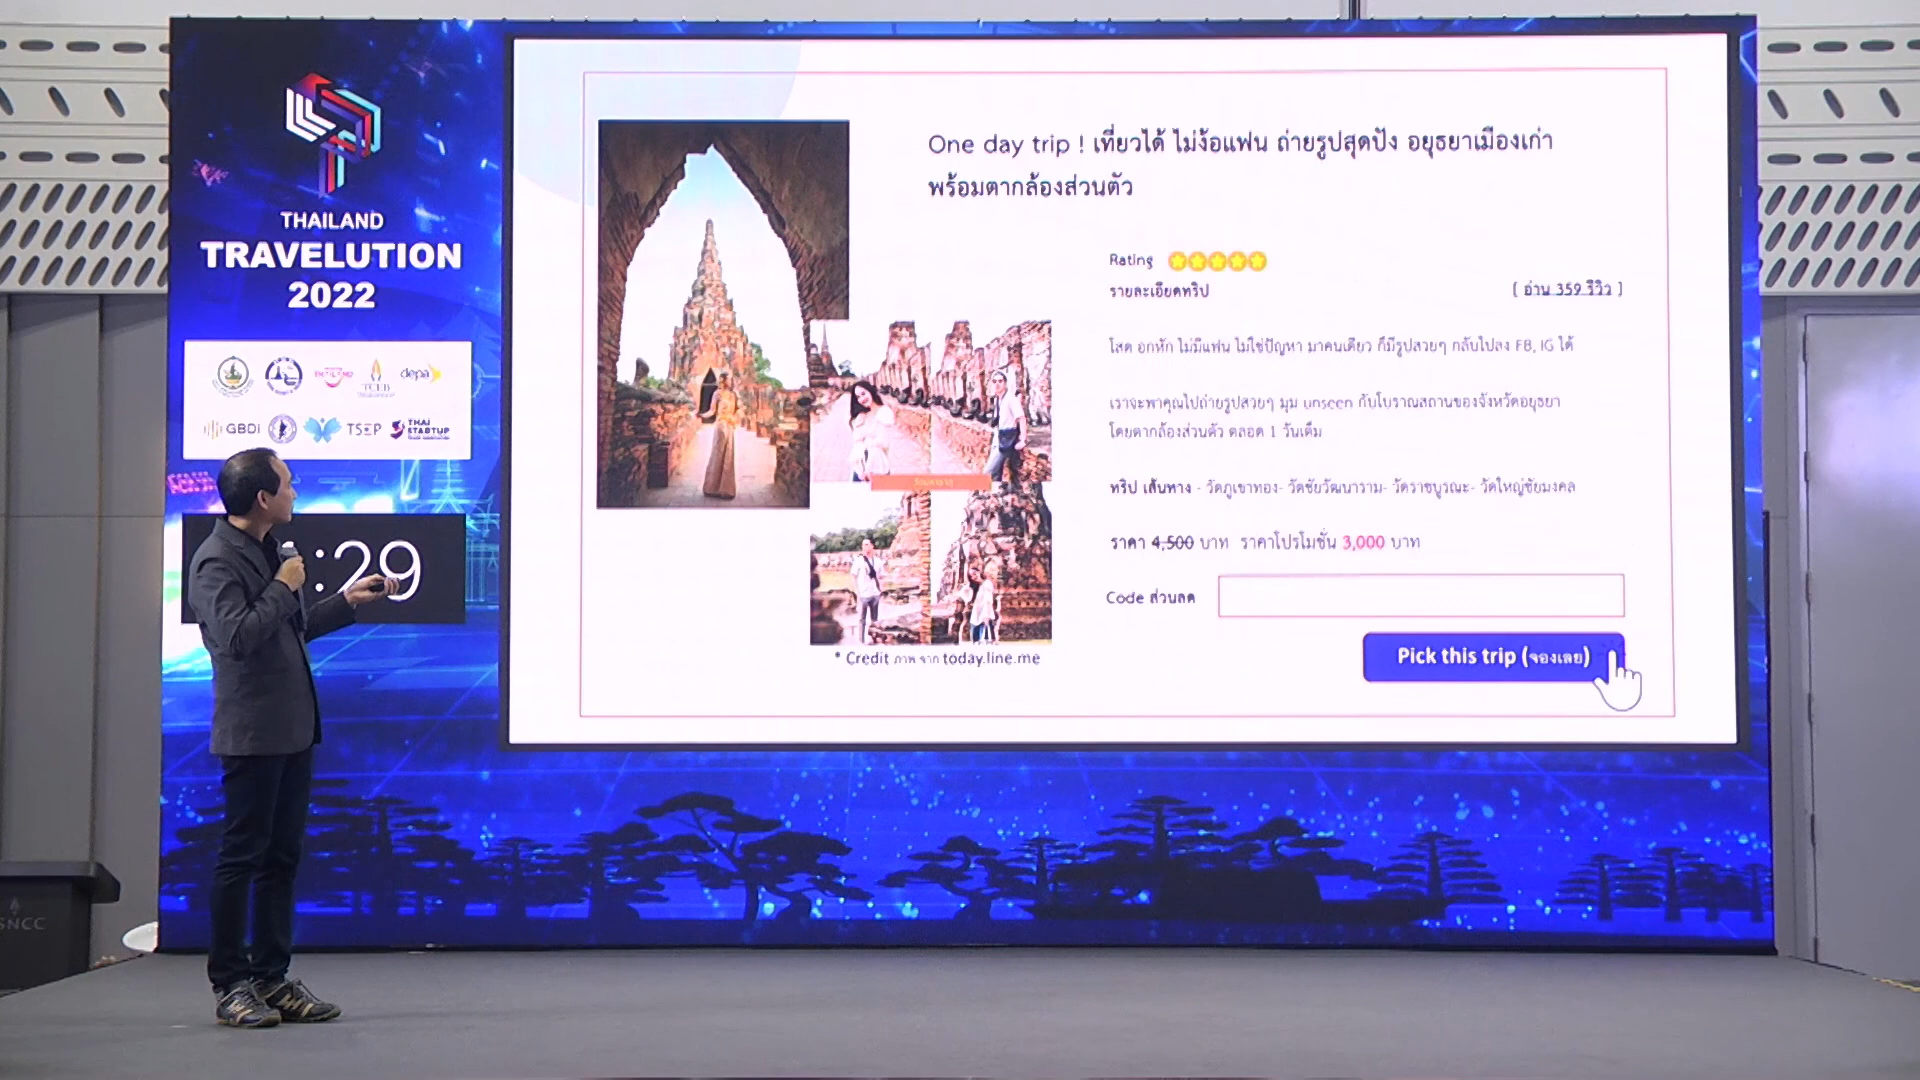 THAILAND
TRAVELUTION
2022
depa
TCEB
GBDi
TSEP
THAI
STARTUP
:29
One day trip ! เที่ยวได้ ไม่ง้อแฟน ถ่ายรูปสุดปัง อยุธยาเมืองเก่า
พร้อมตากล้องส่วนตัว
Rating
รายละเอียดทริป
[ อ่าน 359 รีวิว ]
โสด อกหัก ไม่มีแฟน ไม่ใช่ปัญหา มาคนเดียว ก็มีรูปสวยๆ กลับไปลง FB, IG ได้
เราจะพาคุณไปถ่ายรูปสวยๆ มุม unseen กับโบราณสถานของจังหวัดอยุธยา
โดยตากล้องส่วนตัว ตลอด 1 วันเต็ม
ทริป เส้นทาง - วัดภูเขาทอง- วัดชัยวัฒนาราม- วัดราชบูรณะ- วัดใหญ่ชัยมงคล
ราคา 4,500 บาท ราคาโปรโมชั่น 3,000 บาท
Code ส่วนลด
Pick this trip (จองเลย)
* Credit ภาพ จาก today.line.me
SNCC